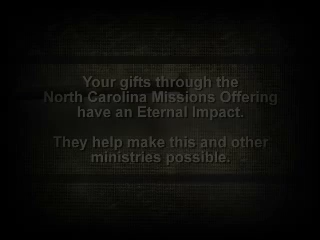 Your gifts through the
North Carolina Missions Offering
have an Eternal Impact.
They help make this and other
ministries possible.